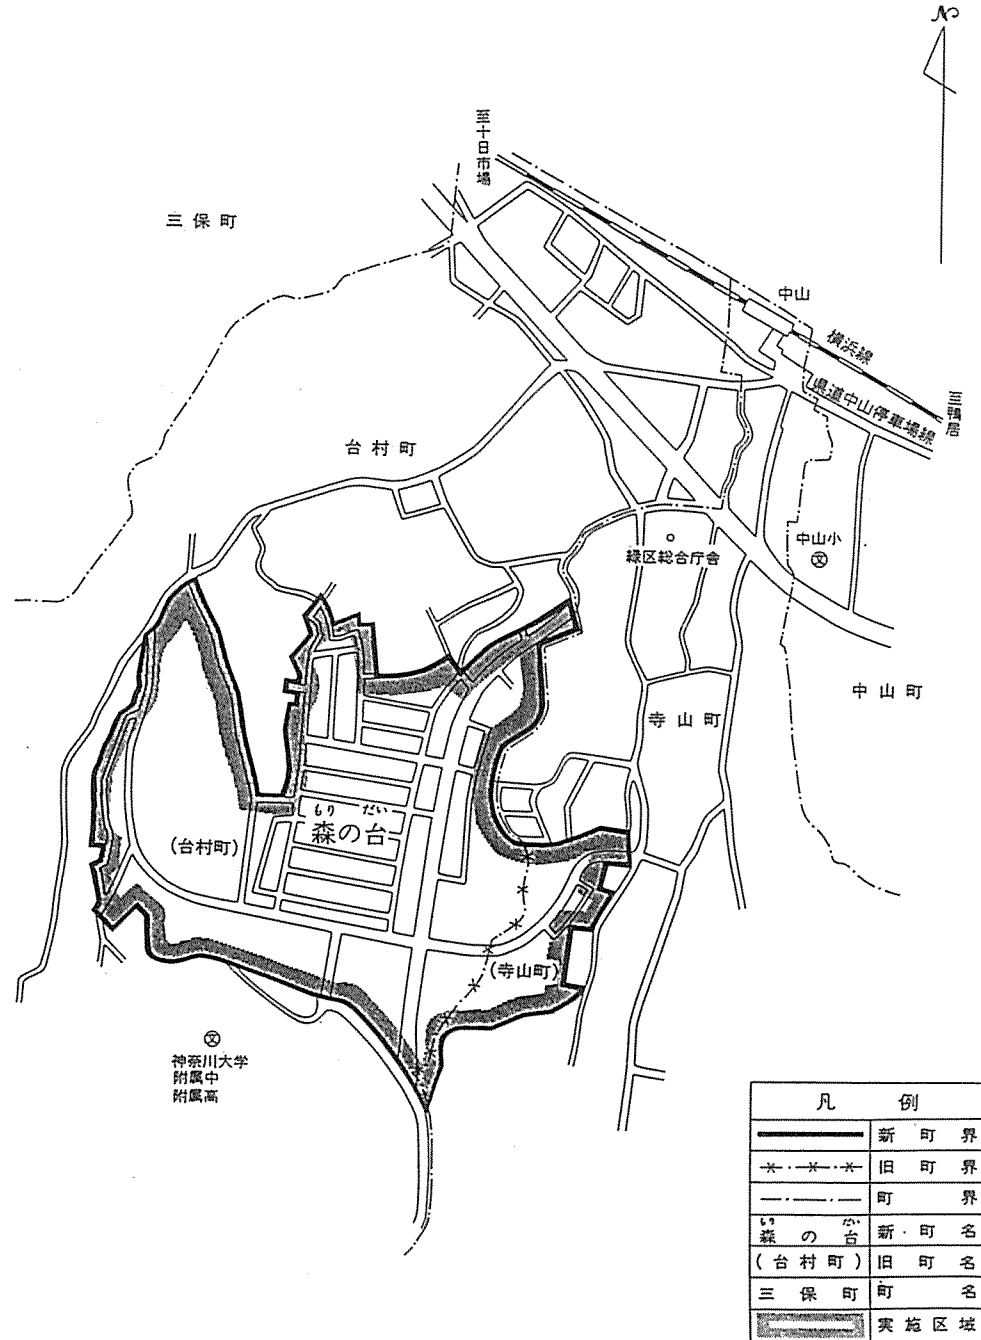 N
至十日市場
三保町
中山
横浜線
県道中山停車場線
至鴨居
台村町
中山小
文
緑区総合庁舎
中山町
寺山町
もり だい
森の台
(台村町)
(寺山町)
文
神奈川大学
附属中
附属高
凡 例
新町界
旧町界
町界
もり だい
森の台 新町名
(台村町) 旧町名
三保町 町名
実施区域